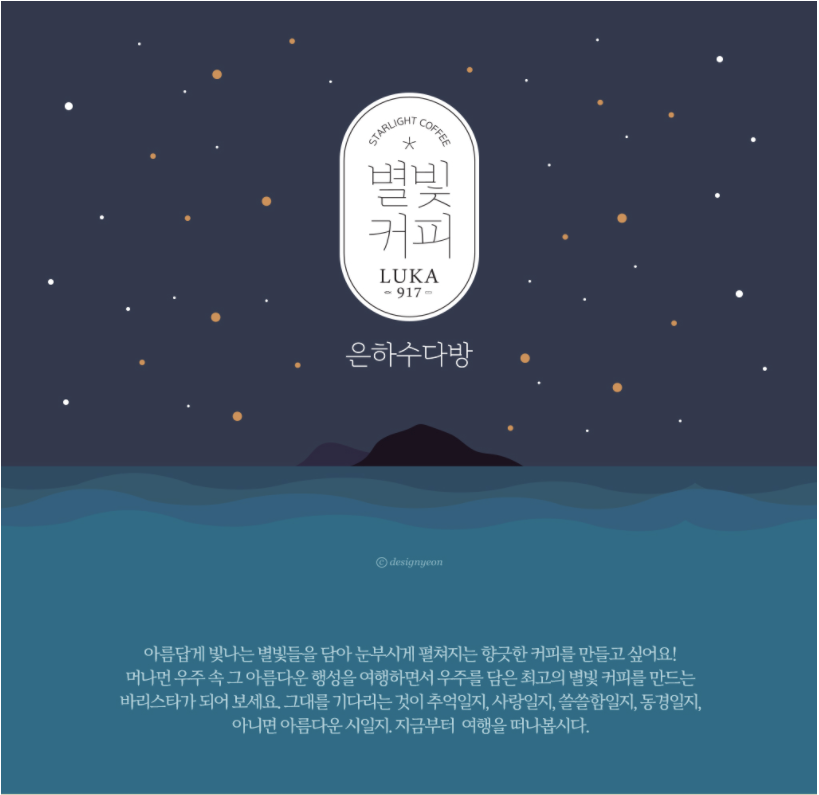 STARLIGHT COFFEE
별빛
커피
LUKA
917
은하수다방
ⓒ designyeon
아름답게 빛나는 별빛들을 담아 눈부시게 펼쳐지는 향긋한 커피를 만들고 싶어요!
머나먼 우주 속 그 아름다운 행성을 여행하면서 우주를 담은 최고의 별빛 커피를 만드는
바리스타가 되어 보세요. 그대를 기다리는 것이 추억일지, 사랑일지, 쓸쓸함일지, 동경일지,
아니면 아름다운 시일지. 지금부터 여행을 떠나봅시다.